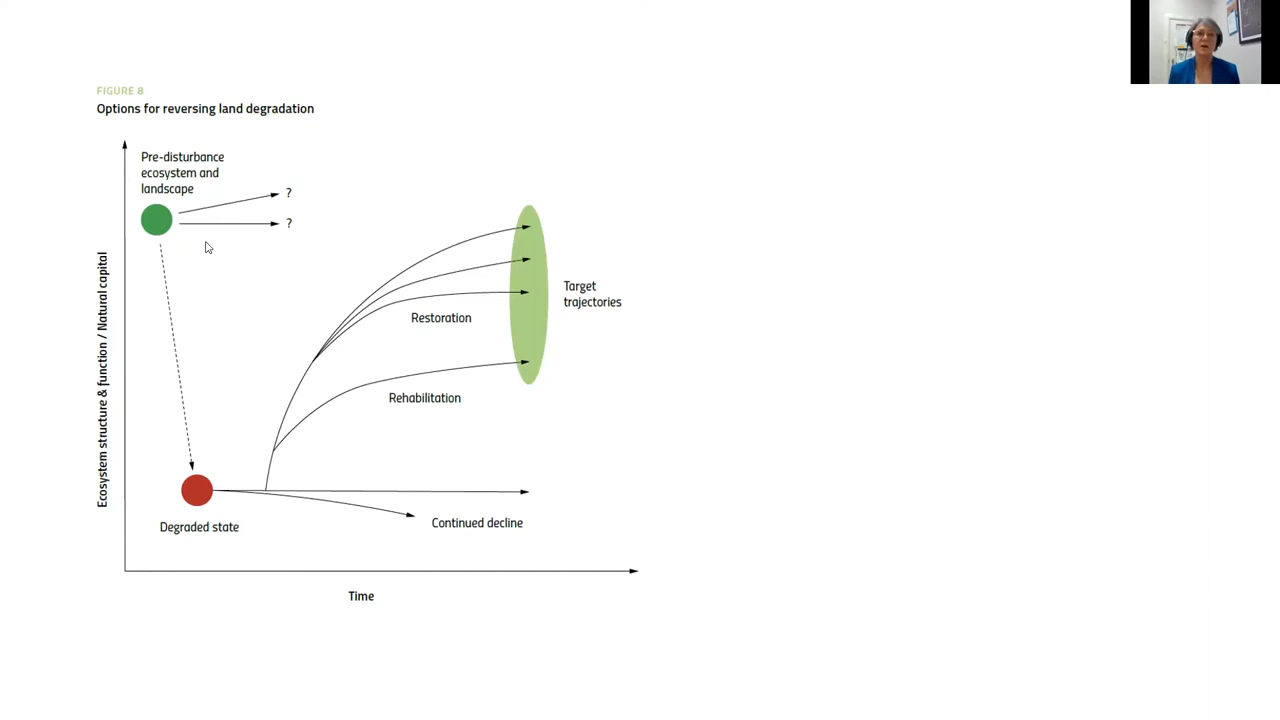 FIGURE 8
Options for reversing land degradation
Pre-disturbance
ecosystem and
landscape
?
?
Ecosystem structure & function / Natural capital
Target
trajectories
Restoration
Rehabilitation
Degraded state
Continued decline
Time